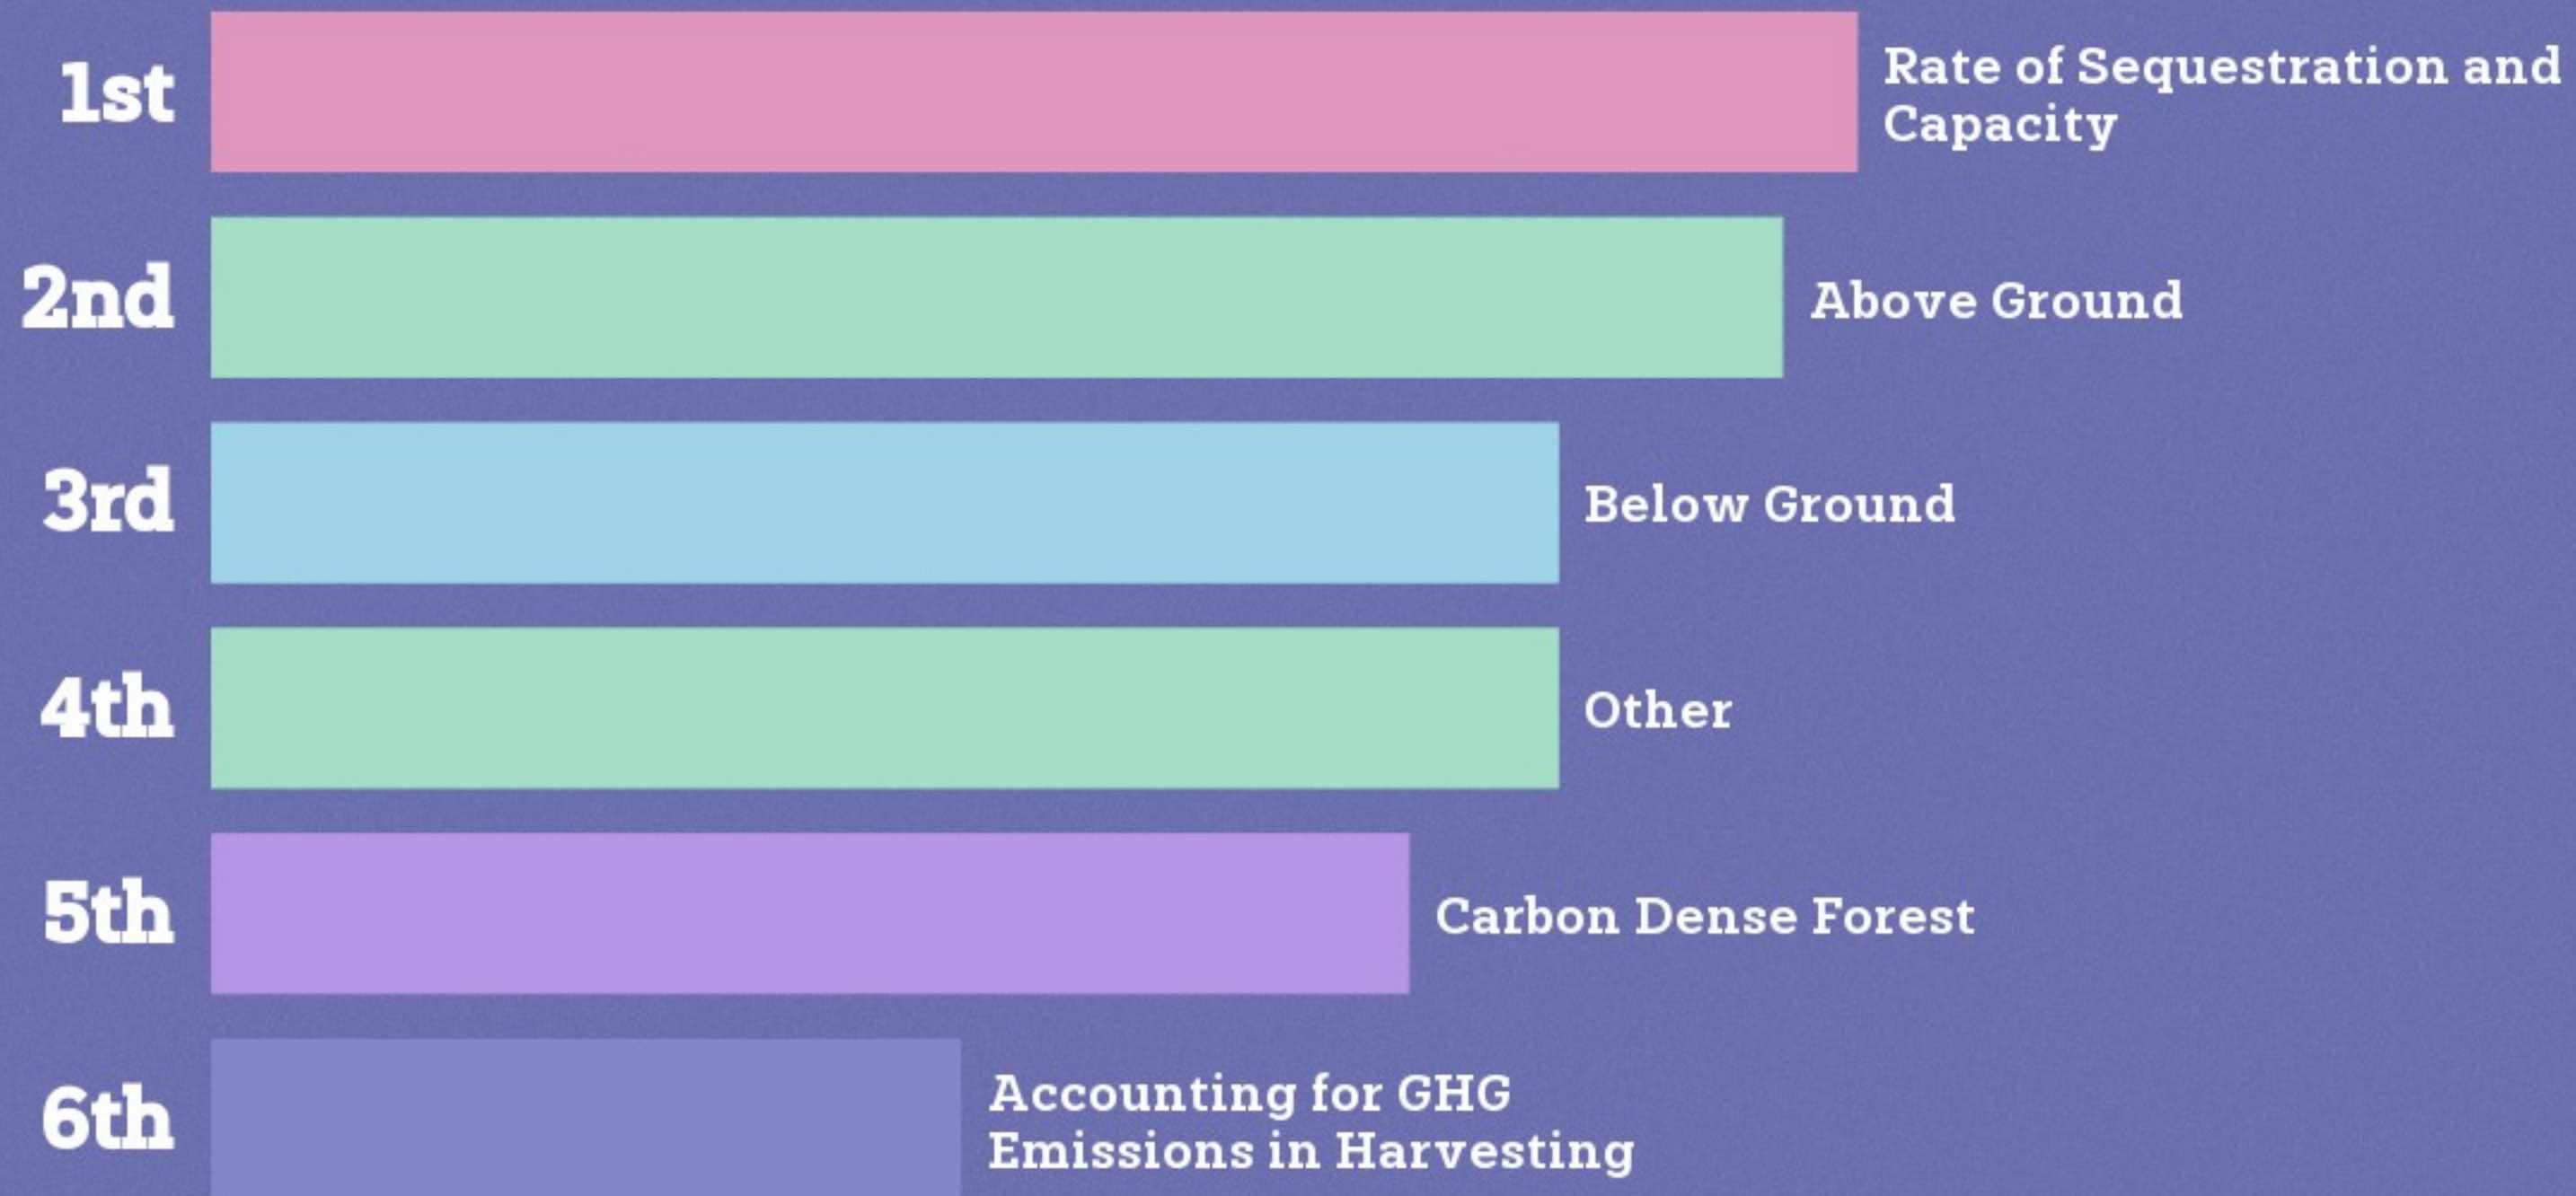 1st
Rate of Sequestration and
Capacity
2nd
Above Ground
3rd
Below Ground
4th
Other
5th
Carbon Dense Forest
6th
Accounting for GHG
Emissions in Harvesting